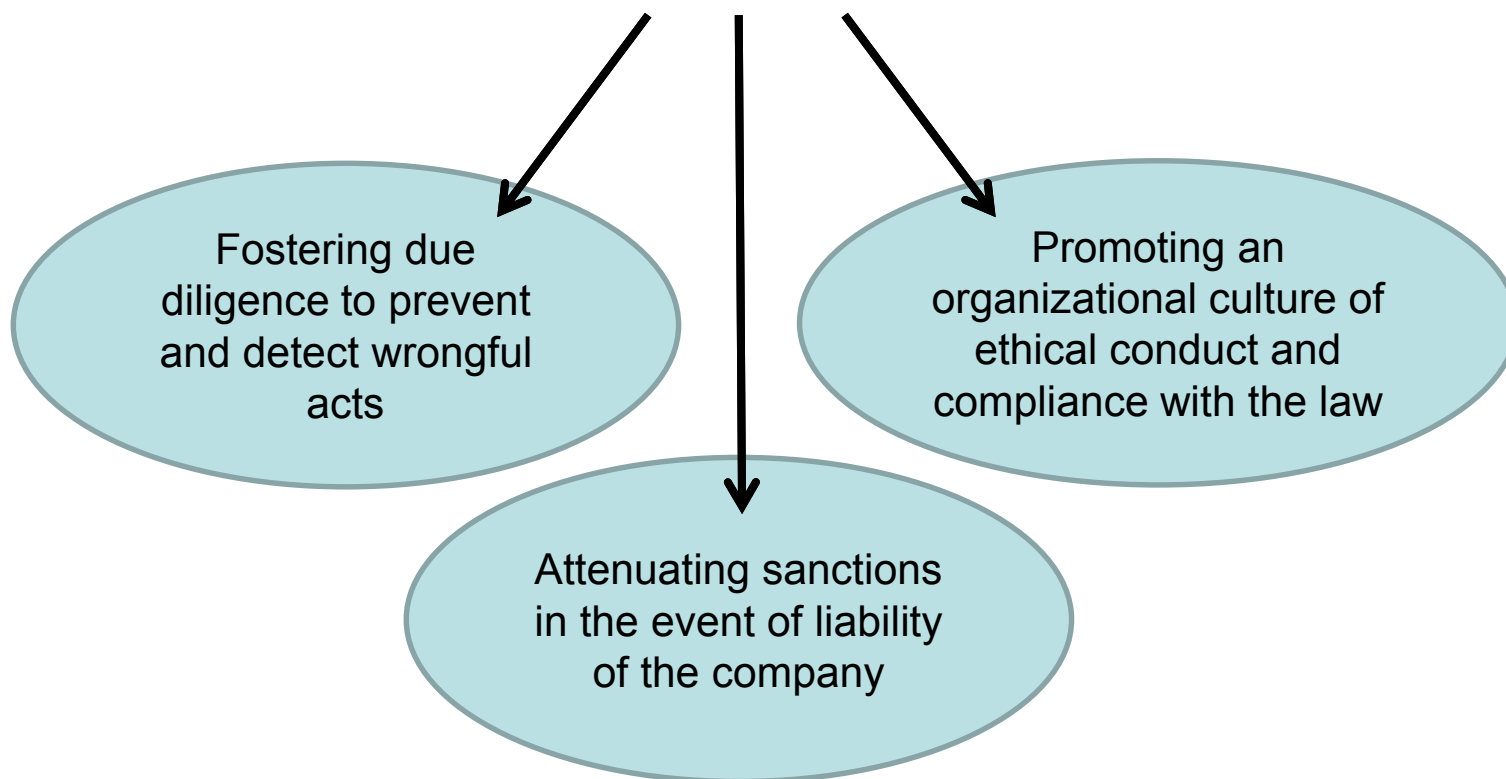 Fostering due
diligence to prevent
and detect wrongful
acts
Promoting an
organizational culture of
ethical conduct and
compliance with the law
Attenuating sanctions
in the event of liability
of the company